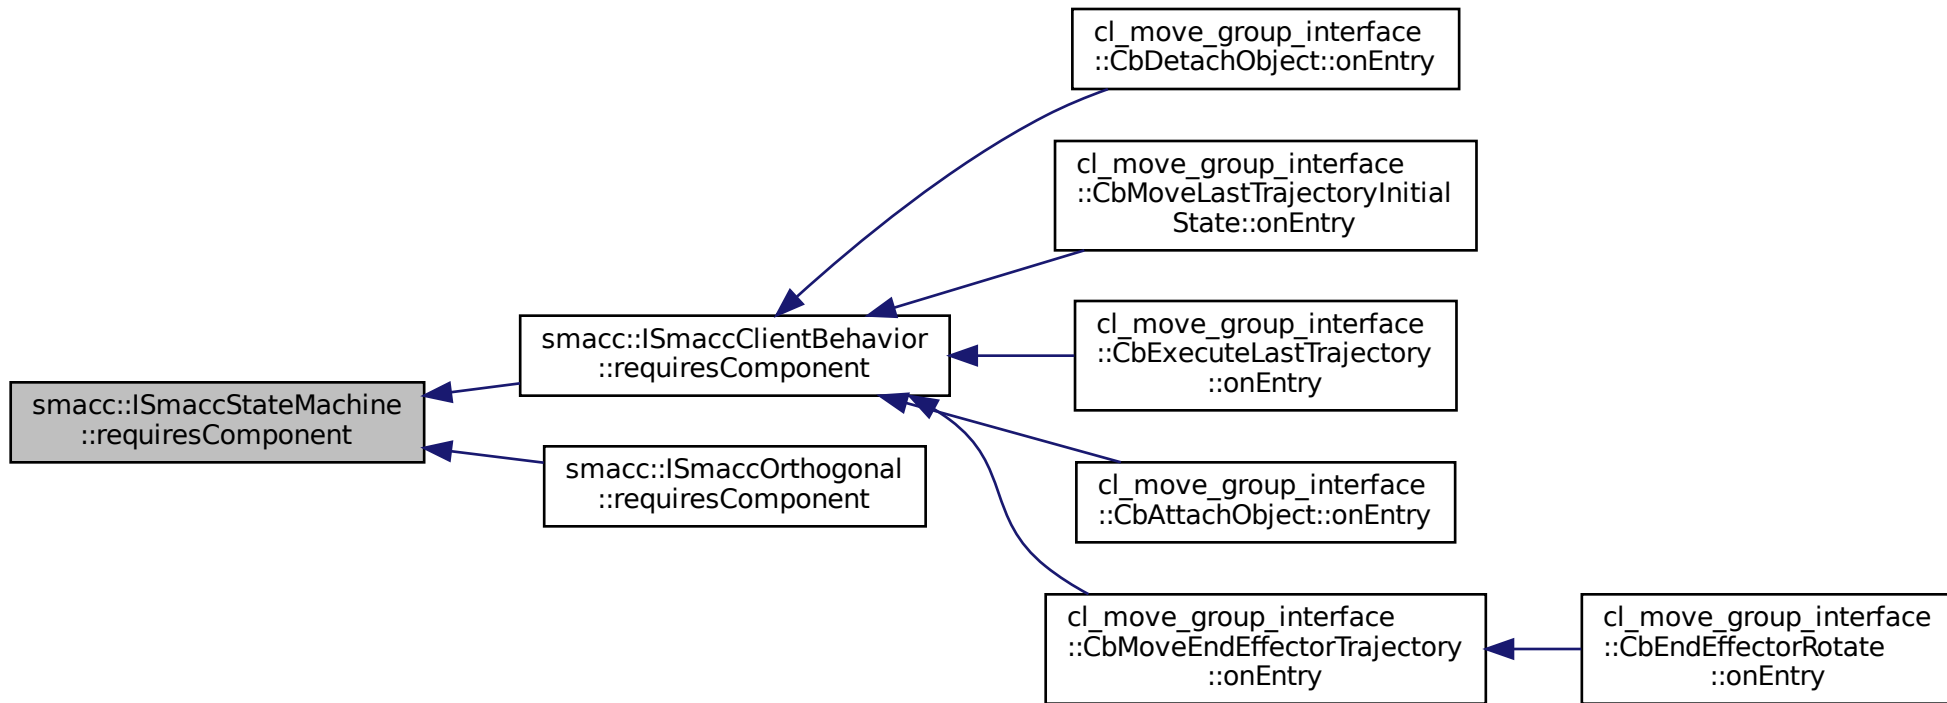 cl_move_group_interface
::CbDetachObject::onEntry
cl_move_group_interface
::CbMoveLastTrajectoryInitial
State::onEntry
smacc::ISmaccClientBehavior
::requiresComponent
cl_move_group_interface
::CbExecuteLastTrajectory
::onEntry
smacc::ISmaccStateMachine
::requiresComponent
smacc::ISmaccOrthogonal
::requiresComponent
cl_move_group_interface
::CbAttachObject::onEntry
cl_move_group_interface
::CbMoveEndEffectorTrajectory
::onEntry
cl_move_group_interface
::CbEndEffectorRotate
::onEntry